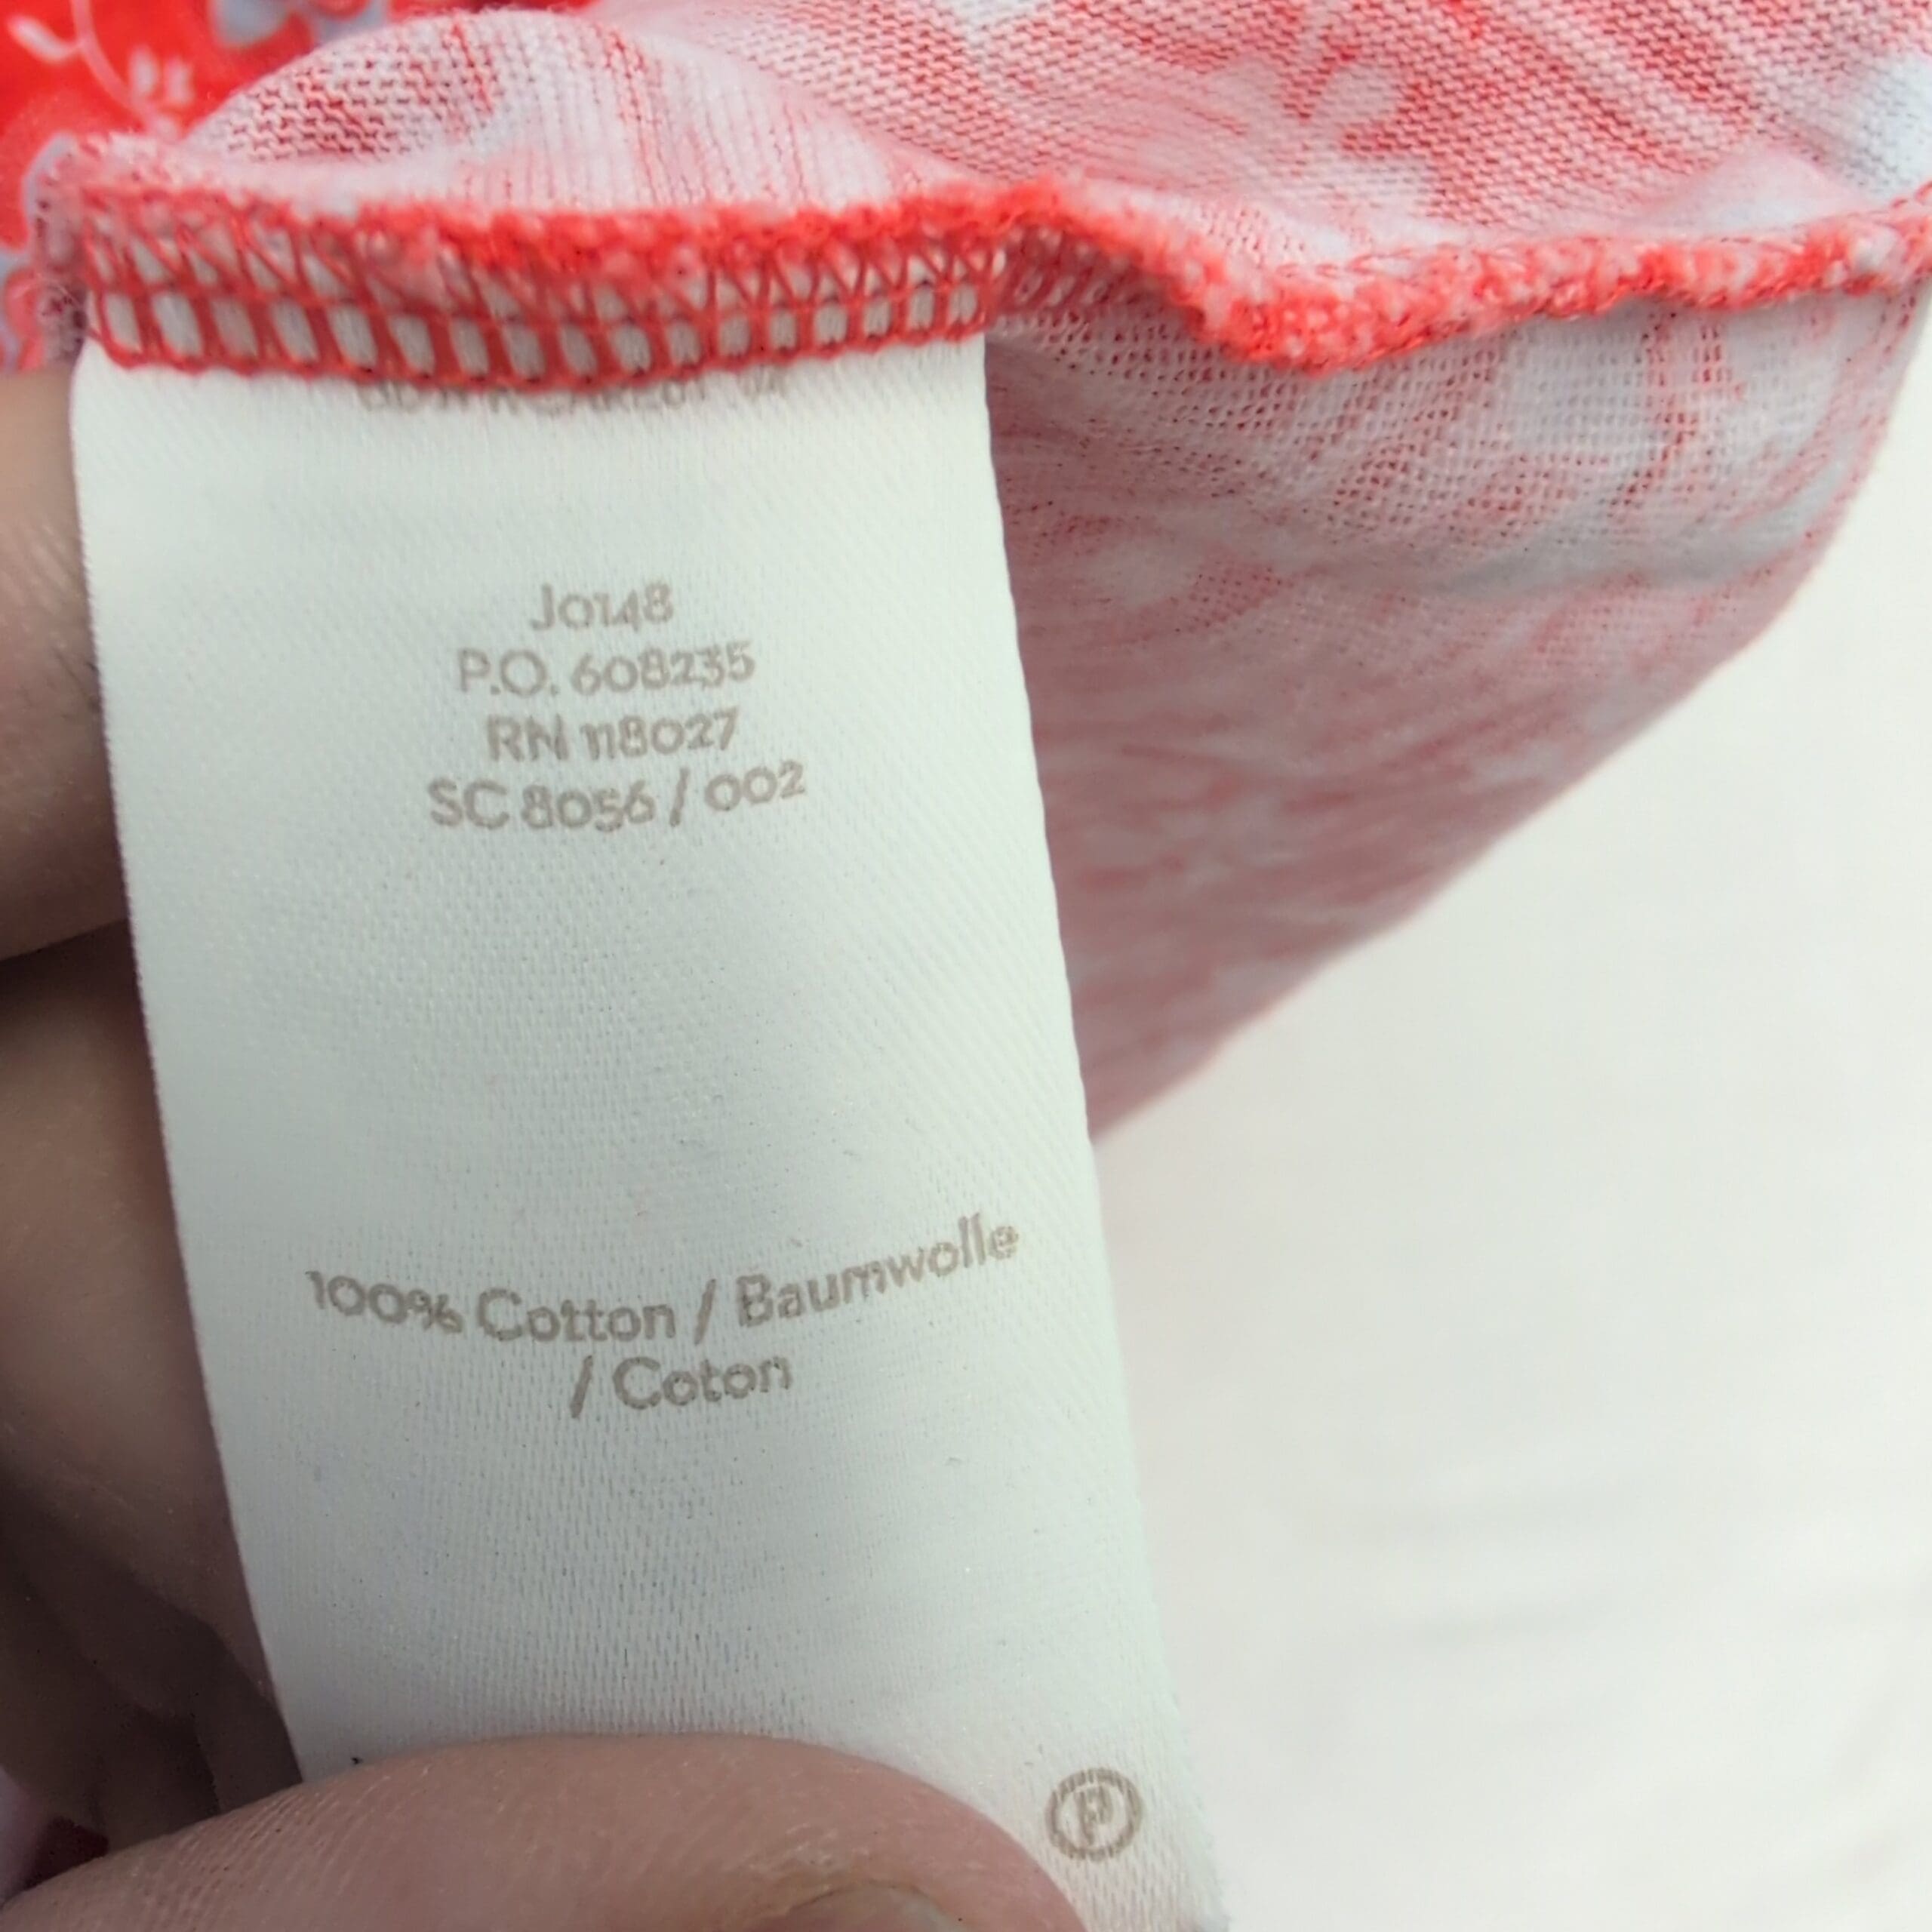 J0148
P.O. 608235
RN 118027
SC 8056 / 002
100% Cotton / Baumwolle
/ Coton
P